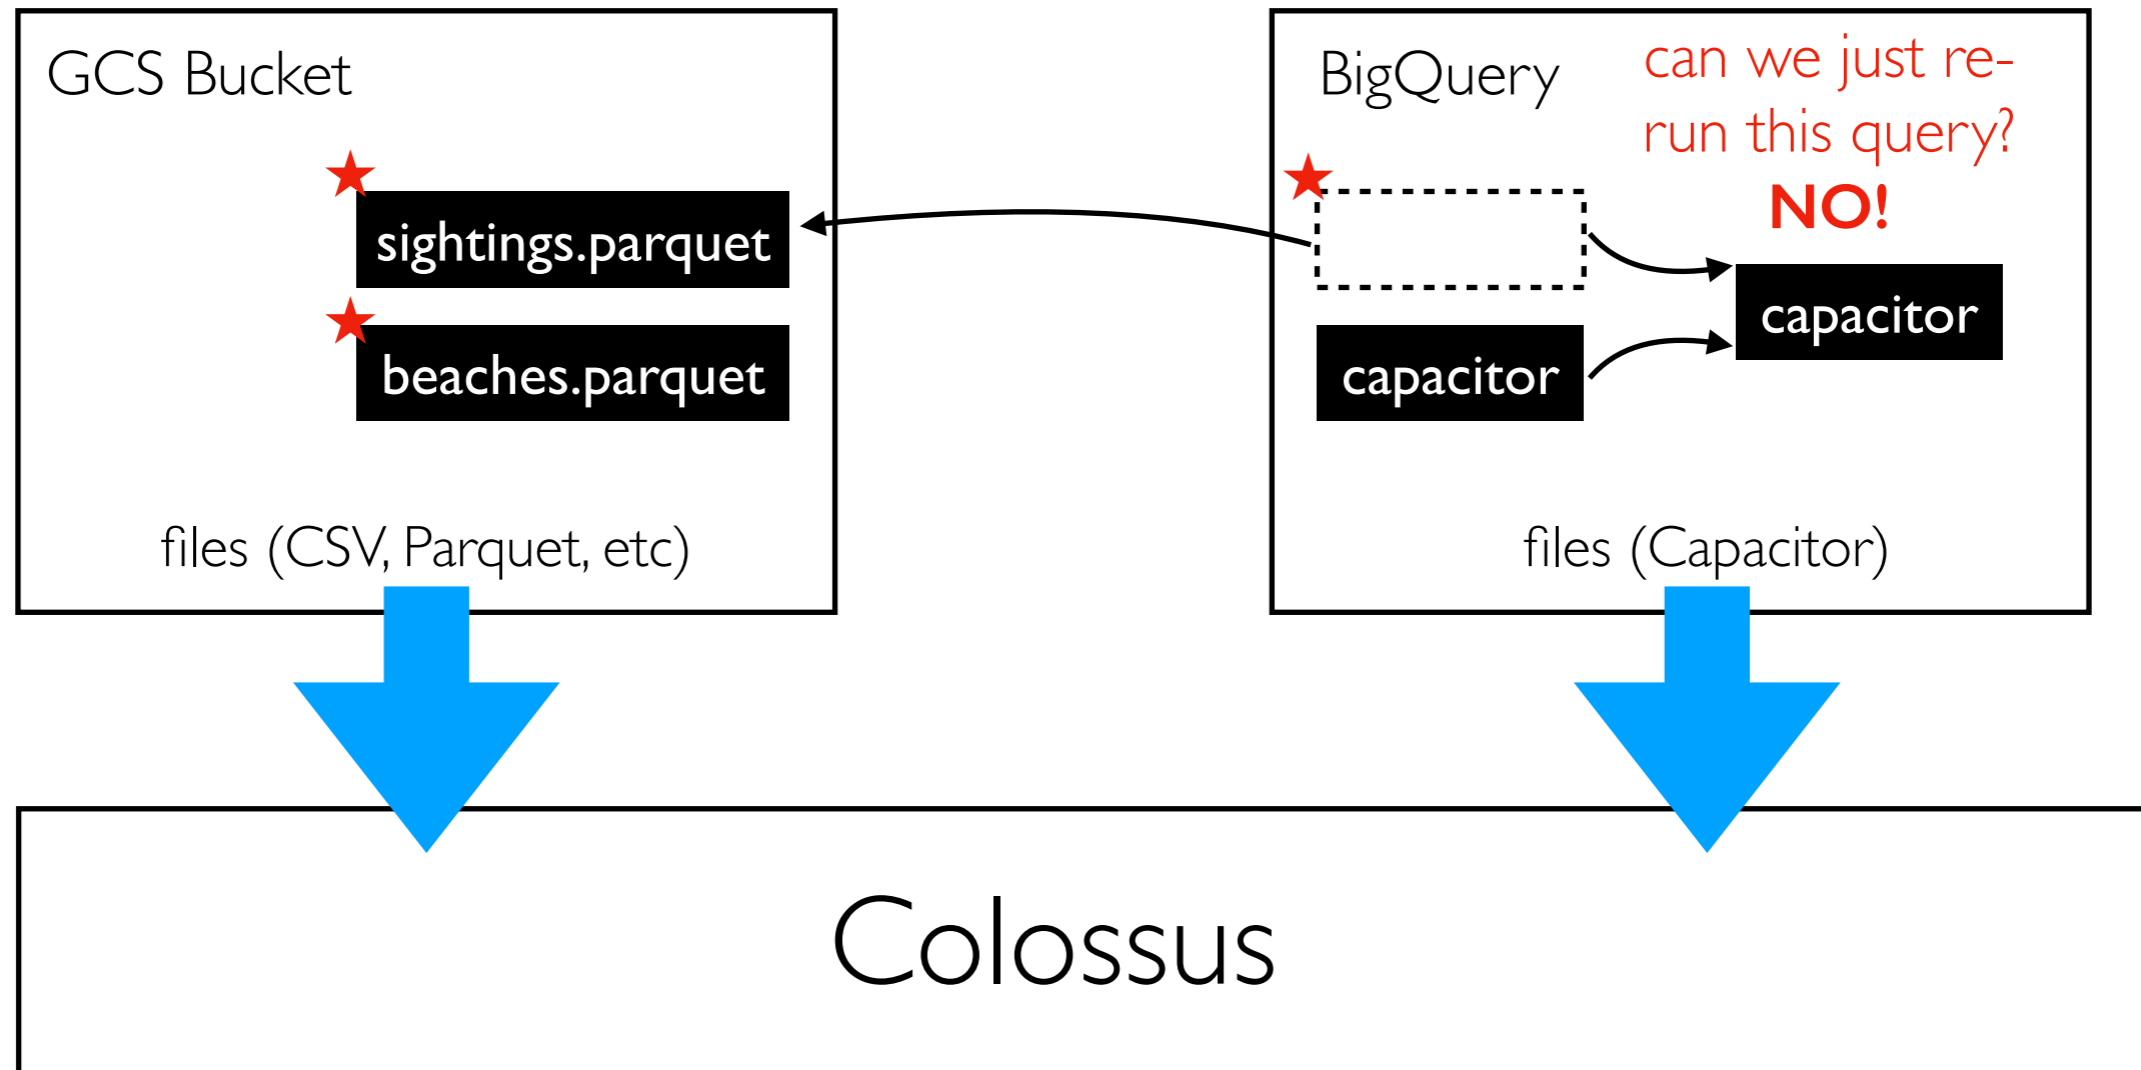 GCS Bucket
sightings.parquet
beaches.parquet
files (CSV, Parquet, etc)
BigQuery
can we just re-
run this query?
NO!
capacitor
capacitor
files (Capacitor)
Colossus